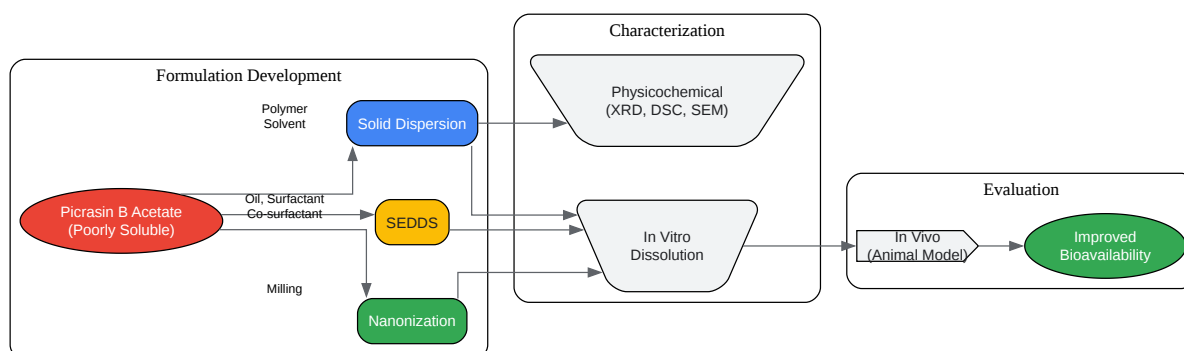 Formulation Development
Polymer
Solvent
Solid Dispersion
Picrasin B Acetate
(Poorly Soluble)
Oil, Surfactant
Co-surfactant
SEDDS
Milling
Nanonization
Characterization
Physicochemical
(XRD, DSC, SEM)
In Vitro
Dissolution
Evaluation
In Vivo
(Animal Model)
Improved
Bioavailability